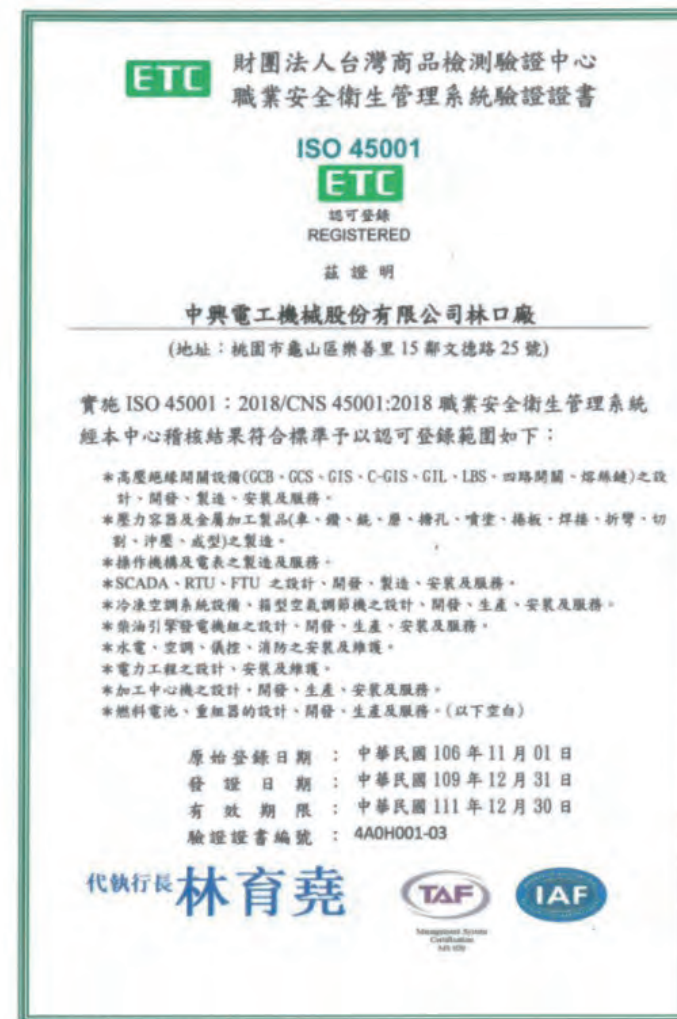 ETC
財團法人台灣商品檢測驗證中心
職業安全衛生管理系統驗證證書
ISO 45001
ETC
認可登錄
REGISTERED
茲證明
中興電工機械股份有限公司林口廠
(地址：桃園市龜山區樂善里 15 鄰文德路 25 號)
實施 ISO 45001：2018/CNS 45001:2018 職業安全衛生管理系統
經本中心稽核結果符合標準予以認可登錄範圍如下：
*高壓絕緣開關設備(GCB、GCS、GIS、C-GIS、GIL、LBS、四路開關、熔絲鏈)之設
計、開發、製造、安裝及服務。
*壓力容器及金屬加工製品(車、鑽、銑、磨、搪孔、噴塗、捲板、焊接、折彎、切
割、沖壓、成型)之製造。
*操作機構及電表之製造及服務。
*SCADA、RTU、FTU 之設計、開發、製造、安裝及服務。
*冷凍空調系統設備、箱型空氣調節機之設計、開發、生產、安裝及服務。
*柴油引擎發電機組之設計、開發、生產、安裝及服務。
*水電、空調、儀控、消防之安裝及維護。
*電力工程之設計、安裝及維護。
*加工中心機之設計、開發、生產、安裝及服務。
*燃料電池、重組器的設計、開發、生產及服務。(以下空白)
原始登錄日期 ： 中華民國 106 年 11 月 01 日
發證日期 ： 中華民國 109 年 12 月 31 日
有效期限 ： 中華民國 111 年 12 月 30 日
驗證證書編號 ： 4A0H001-03
代執行長 林育堯
TAF
IAF
Management System
Certification